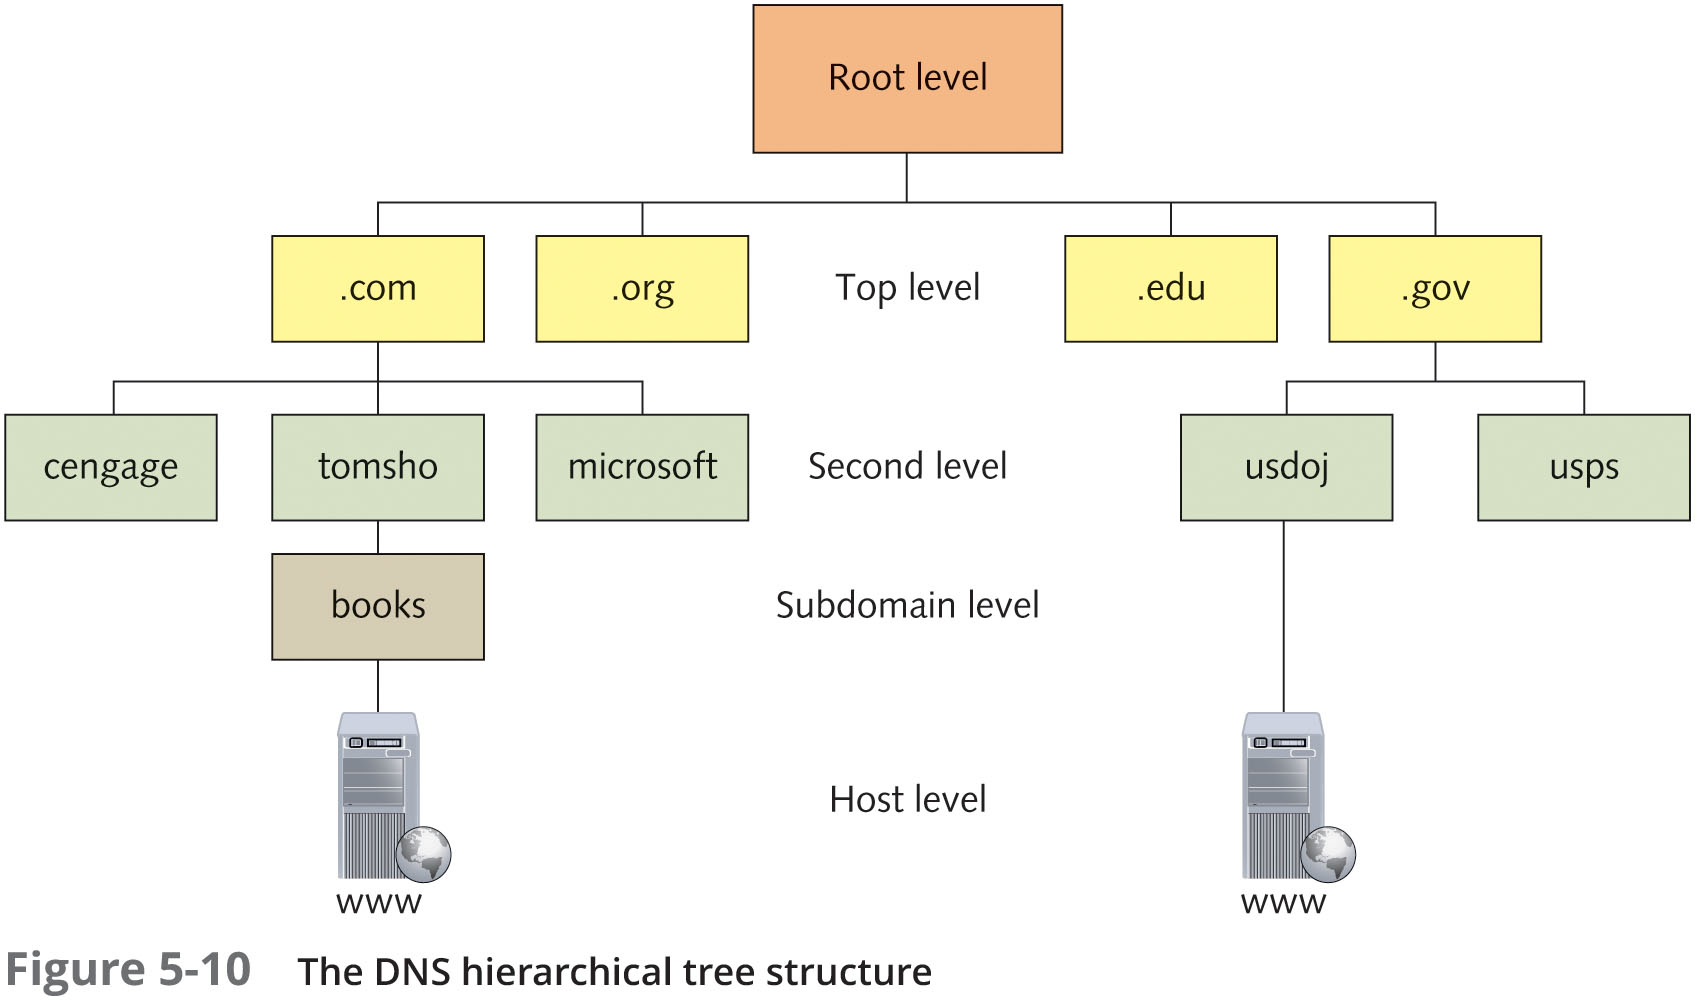 Root level
.com
.org
Top level
.edu
.gov
cengage
tomsho
microsoft
Second level
usdoj
usps
books
Subdomain level
Host level
www
www
Figure 5-10 The DNS hierarchical tree structure